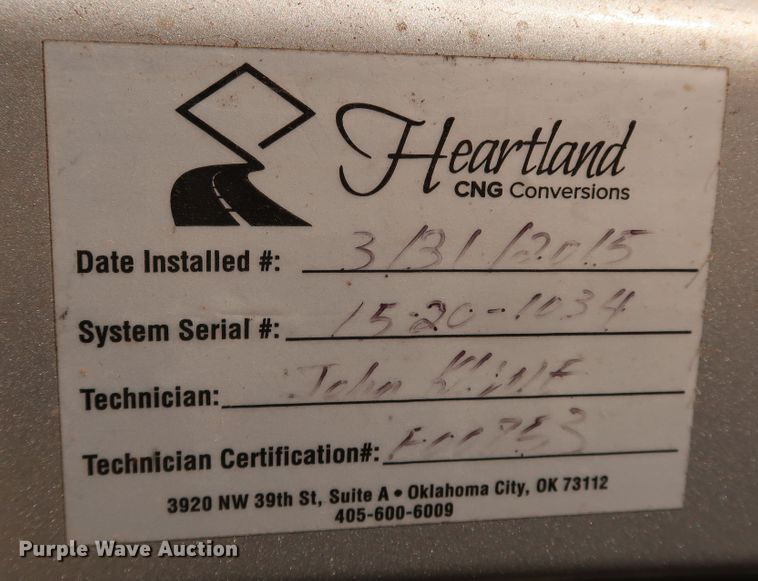 Heartland
CNG Conversions
Date Installed #: 3/31/2015
System Serial #: 15-20-1034
Technician: John
Technician Certification#:
3920 NW 39th St, Suite A • Oklahoma City, OK 73112
405-600-6009
Purple Wave Auction